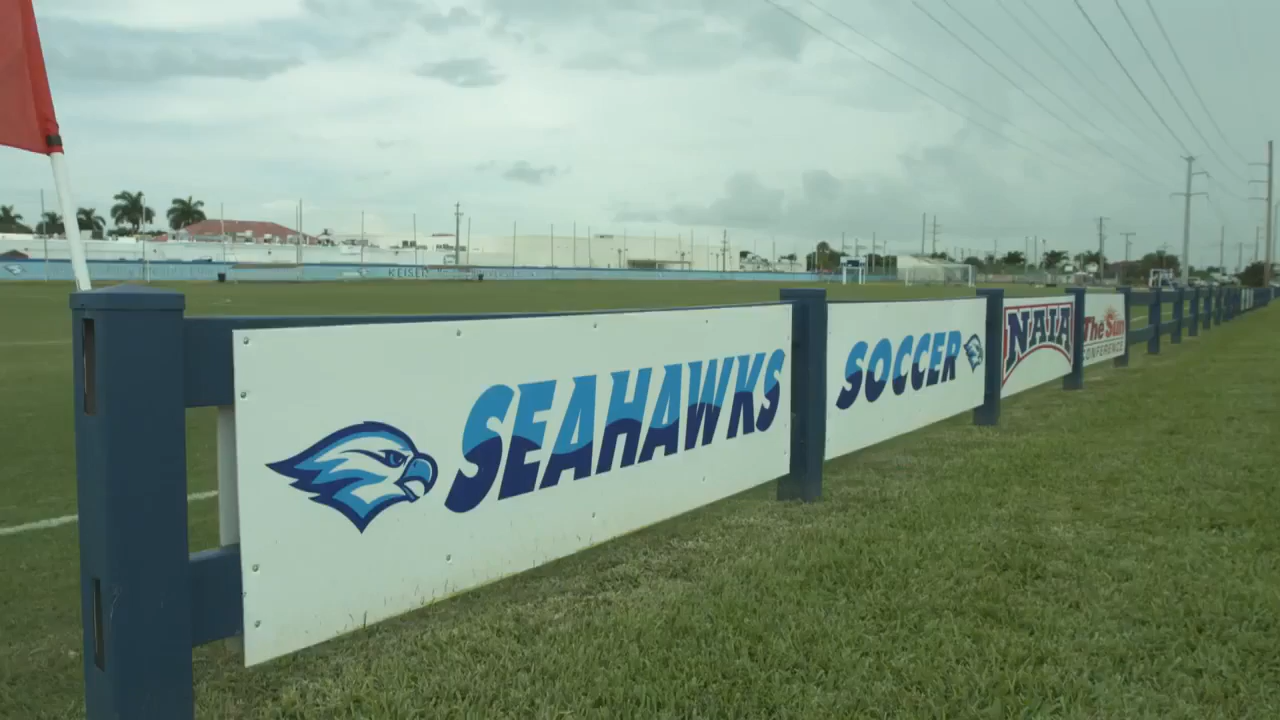 KEISER
SEAHAWKS
SOCCER
NAIA
The Sun
CONFERENCE